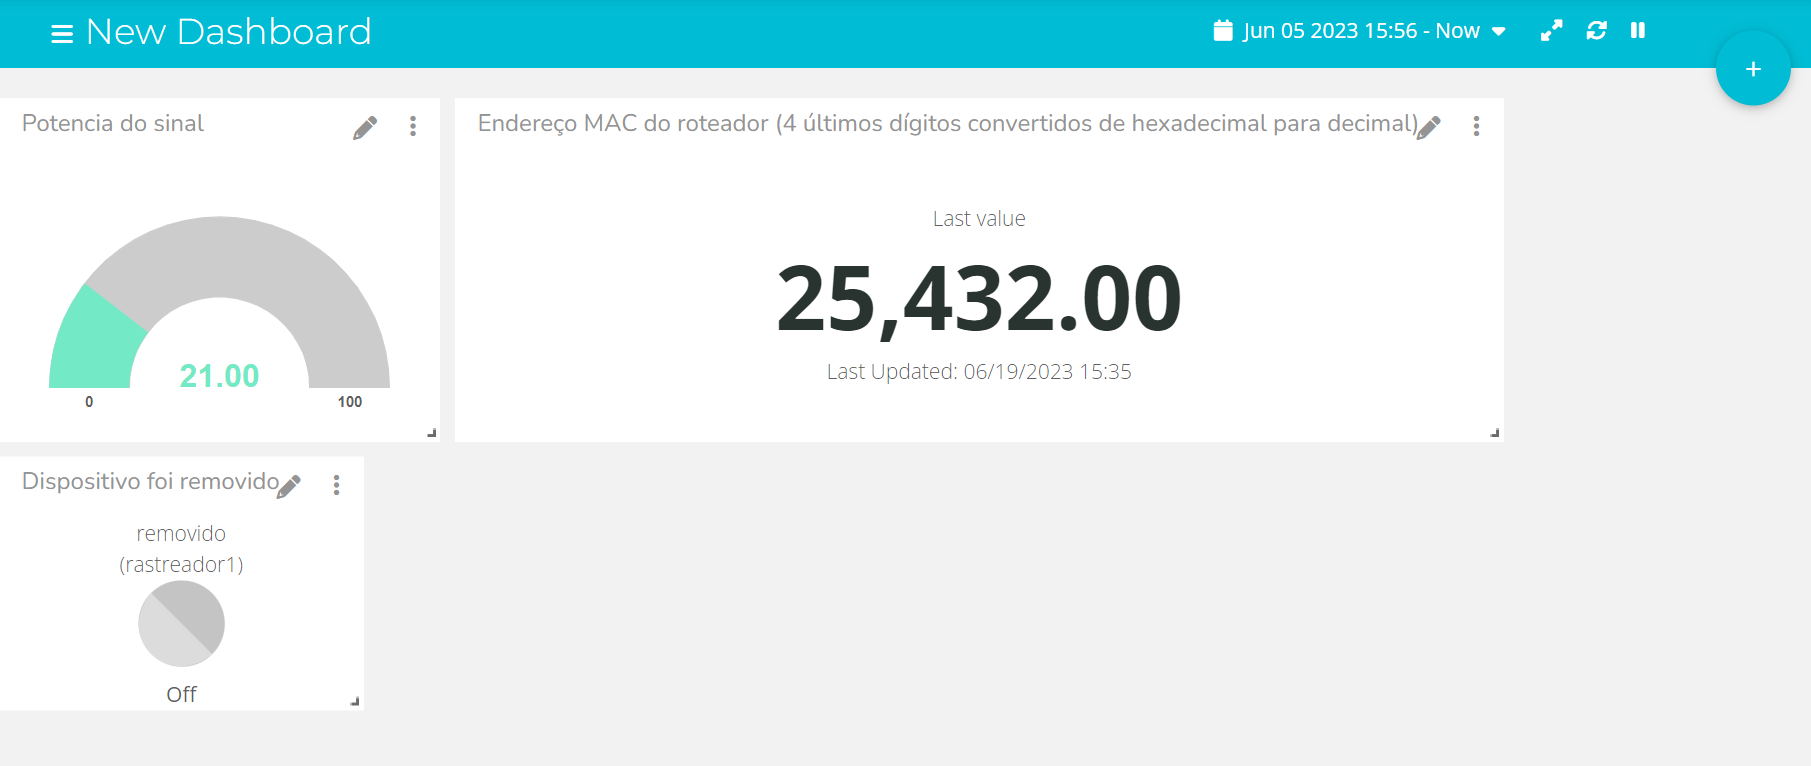 New Dashboard
Jun 05 2023 15:56 - Now
+
Potencia do sinal
21.00
0
100
Endereço MAC do roteador (4 últimos dígitos convertidos de hexadecimal para decimal)
Last value
25,432.00
Last Updated: 06/19/2023 15:35
Dispositivo foi removido
removido
(rastreador1)
Off